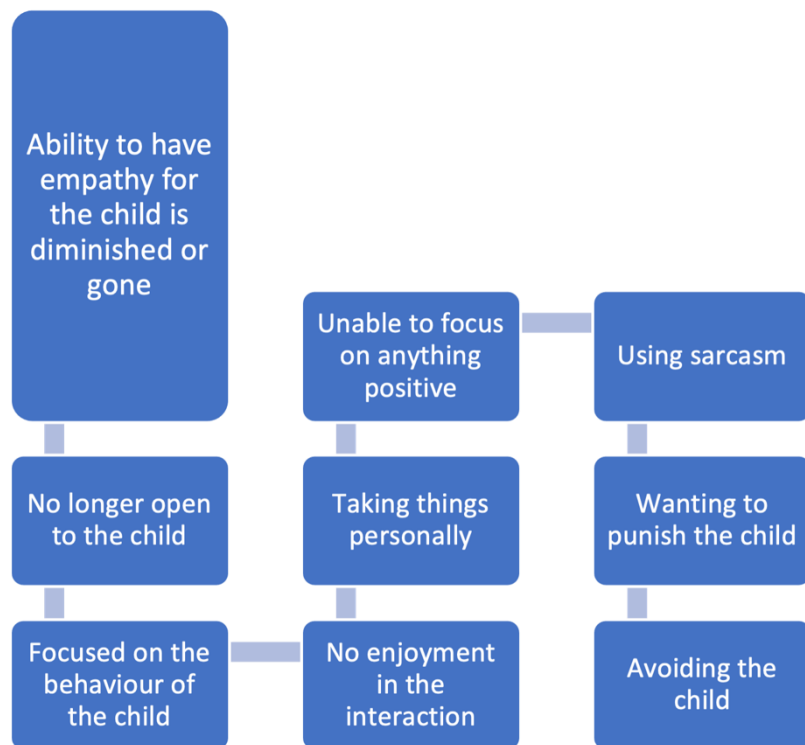 Ability to have
empathy for
the child is
diminished or
gone
No longer open
to the child
Focused on the
behaviour of
the child
No enjoyment
in the
interaction
Taking things
personally
Unable to focus
on anything
positive
Using sarcasm
Wanting to
punish the child
Avoiding the
child